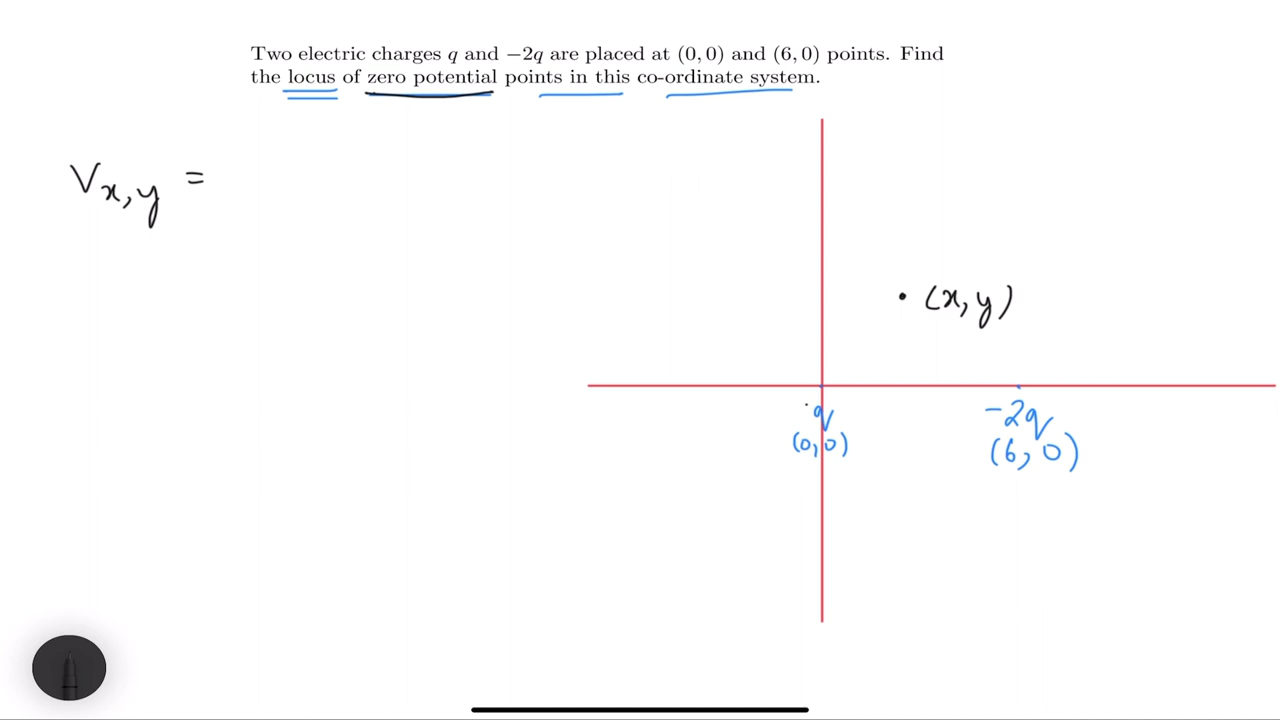 Two electric charges q and −2q are placed at (0, 0) and (6, 0) points. Find
the locus of zero potential points in this co-ordinate system.
Vx,y =
(x,y)
q
-2q
(0,0)
(6, 0)